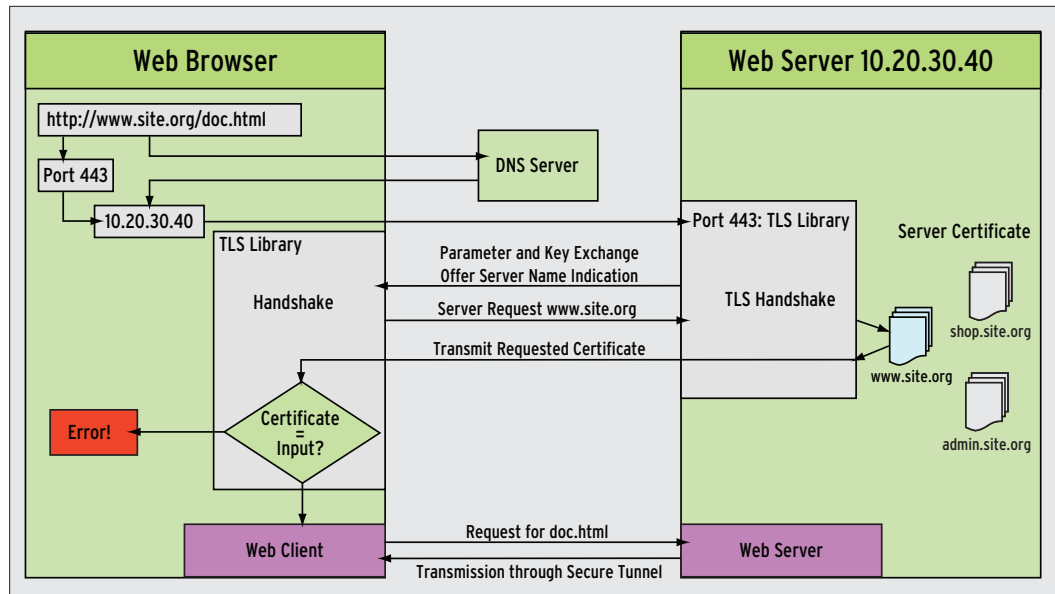 Web Browser
Web Server 10.20.30.40
http://www.site.org/doc.html
DNS Server
Port 443
10.20.30.40
Port 443: TLS Library
Server Certificate
TLS Library
Parameter and Key Exchange
Offer Server Name Indication
Handshake
TLS Handshake
Server Request www.site.org
shop.site.org
Transmit Requested Certificate
www.site.org
Certificate
=
Input?
Error!
admin.site.org
Request for doc.html
Web Client
Web Server
Transmission through Secure Tunnel